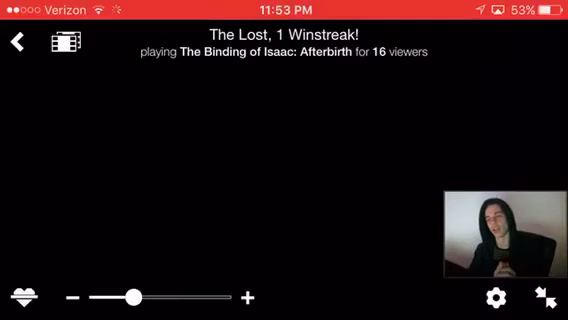 Verizon 11:53 PM 53%
The Lost, 1 Winstreak!
playing The Binding of Isaac: Afterbirth for 16 viewers